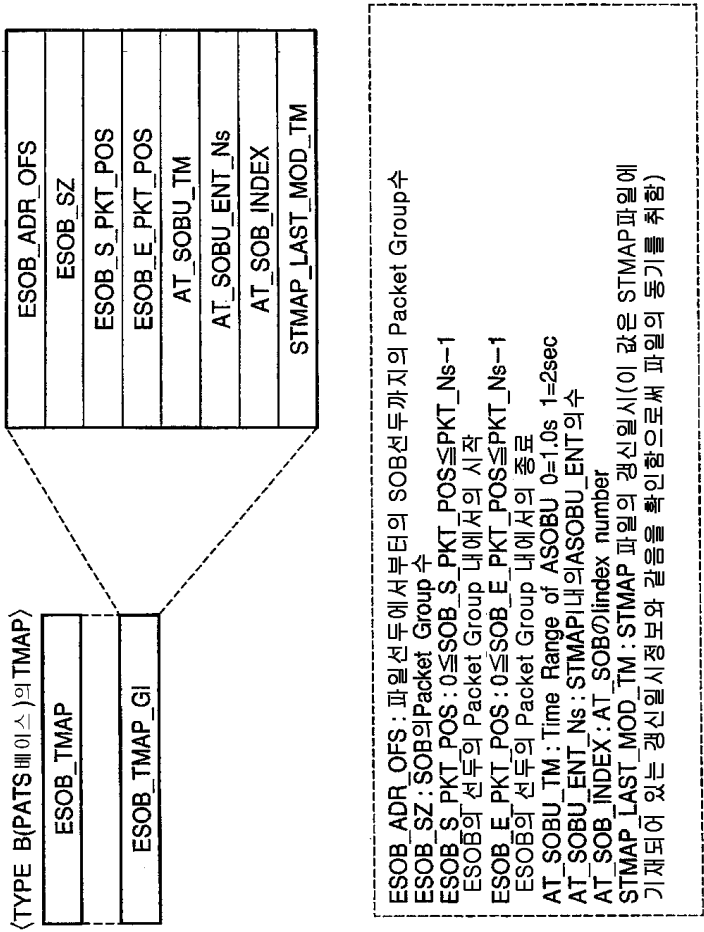 〈TYPE B(PATS베이스)의TMAP〉
ESOB_TMAP
ESOB_TMAP_GI
ESOB_ADR_OFS
ESOB_SZ
ESOB_S_PKT_POS
ESOB_E_PKT_POS
AT_SOBU_TM
AT_SOBU_ENT_Ns
AT_SOB_INDEX
STMAP_LAST_MOD_TM
ESOB_ADR_OFS : 파일선두에서부터의 SOB선두까지의 Packet Group수
ESOB_SZ : SOB의Packet Group 수
ESOB_S_PKT_POS : 0≦SOB_S_PKT_POS≦PKT_Ns−1
ESOB의 선두의 Packet Group 내에서의 시작
ESOB_E_PKT_POS : 0≦SOB_E_PKT_POS≦PKT_Ns−1
ESOB의 선두의 Packet Group 내에서의 종료
AT_SOBU_TM : Time Range of ASOBU 0=1.0s 1=2sec
AT_SOBU_ENT_Ns : STMAP내의ASOBU_ENT의수
AT_SOB_INDEX : AT_SOBのIindex number
STMAP_LAST_MOD_TM : STMAP 파일의 갱신일시(이 값은 STMAP파일에
기재되어 있는 갱신일시정보와 같음을 확인함으로써 파일의 동기를 취함)